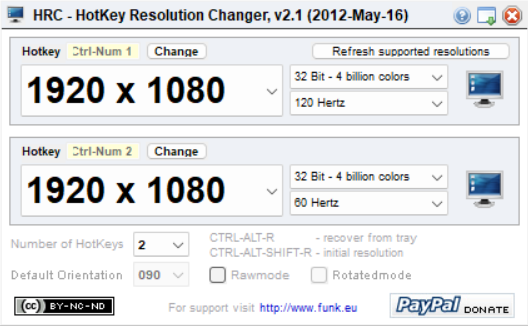 HRC - HotKey Resolution Changer, v2.1 (2012-May-16)
Hotkey Ctrl-Num 1 Change Refresh supported resolutions
1920 x 1080
32 Bit - 4 billion colors
120 Hertz
Hotkey Ctrl-Num 2 Change
1920 x 1080
32 Bit - 4 billion colors
60 Hertz
Number of HotKeys 2
CTRL-ALT-R - recover from tray
CTRL-ALT-SHIFT-R - initial resolution
Default Orientation 090 Rawmode Rotatedmode
(cc) BY-NC-ND For support visit http://www.funk.eu PayPal DONATE